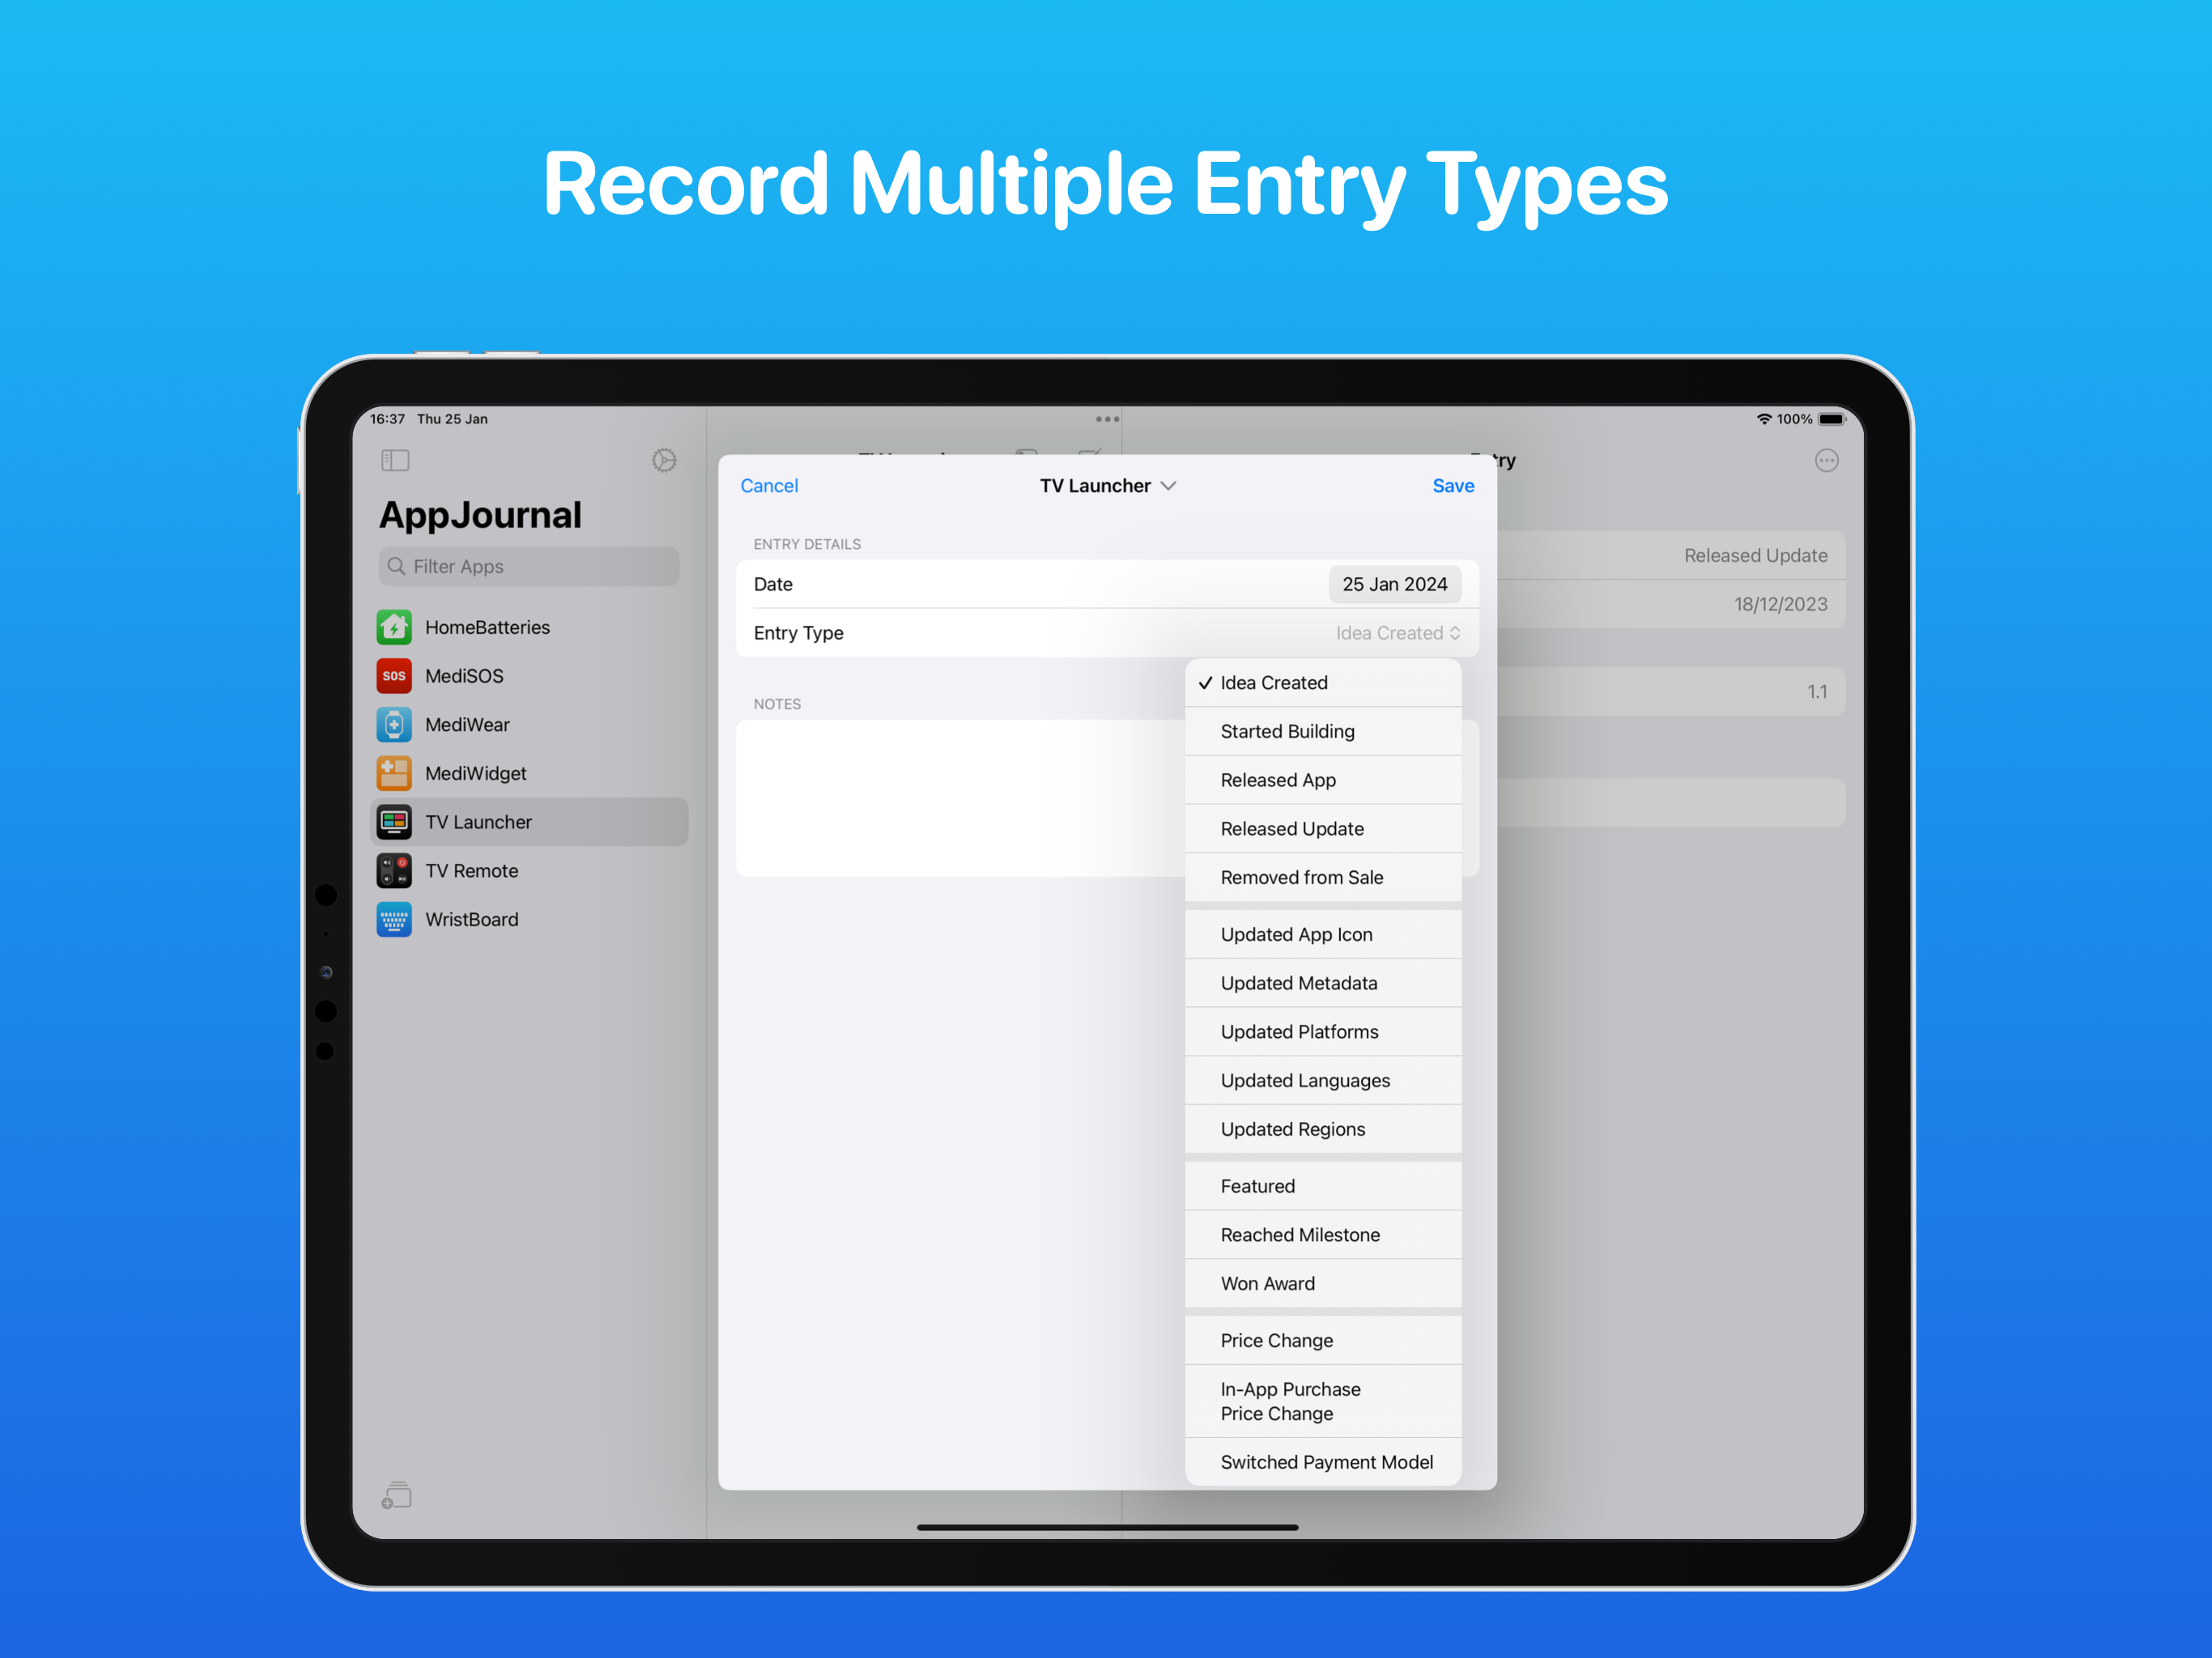 Record Multiple Entry Types
16:37 Thu 25 Jan
100%
AppJournal
Filter Apps
HomeBatteries
SOS
MediSOS
MediWear
MediWidget
TV Launcher
TV Remote
WristBoard
Cancel
TV Launcher
Save
ENTRY DETAILS
Date
25 Jan 2024
Entry Type
Idea Created
NOTES
Idea Created
Started Building
Released App
Released Update
Removed from Sale
Updated App Icon
Updated Metadata
Updated Platforms
Updated Languages
Updated Regions
Featured
Reached Milestone
Won Award
Price Change
In-App Purchase
Price Change
Switched Payment Model
Released Update
18/12/2023
1.1